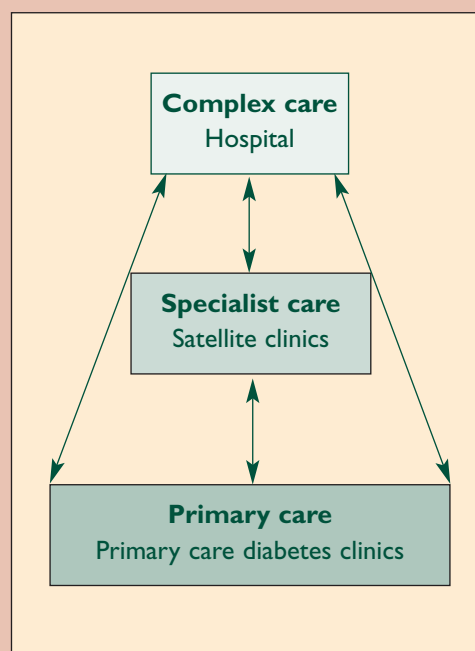 Complex care
Hospital
Specialist care
Satellite clinics
Primary care
Primary care diabetes clinics